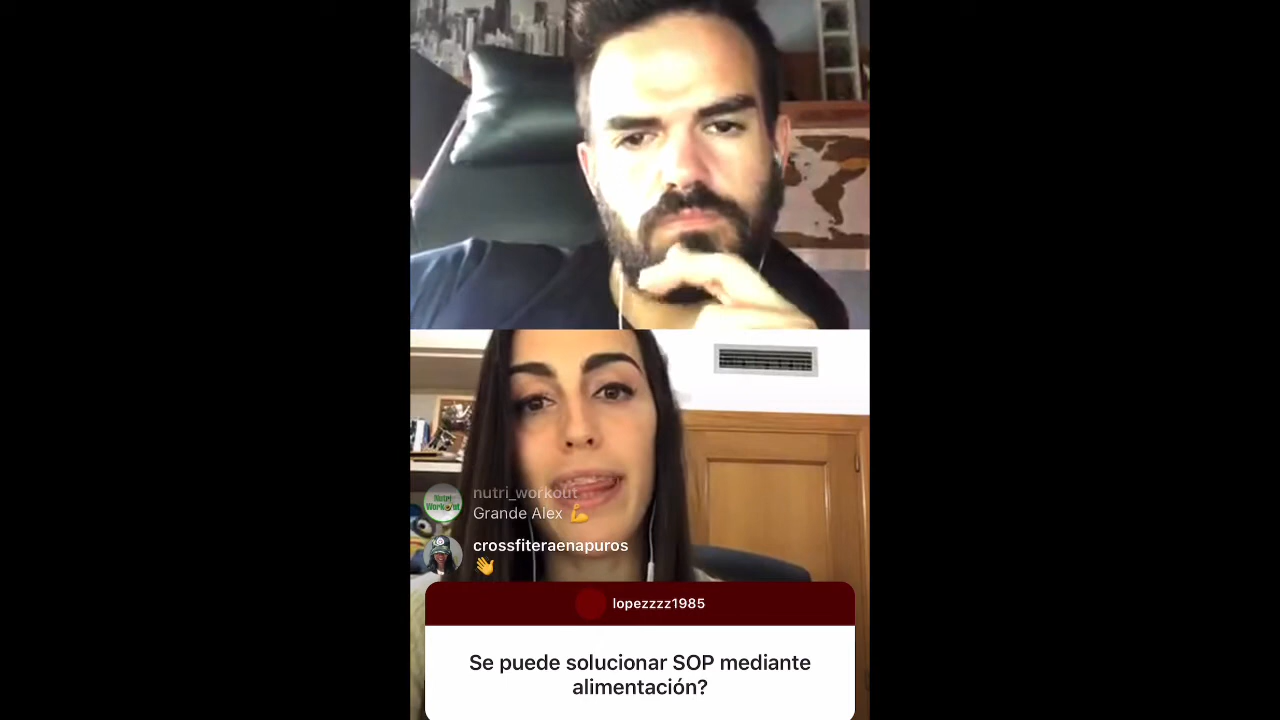 nutri_workout
Grande Alex 💪
crossfiteraenapuros
👋
lopezzzz1985
Se puede solucionar SOP mediante
alimentación?